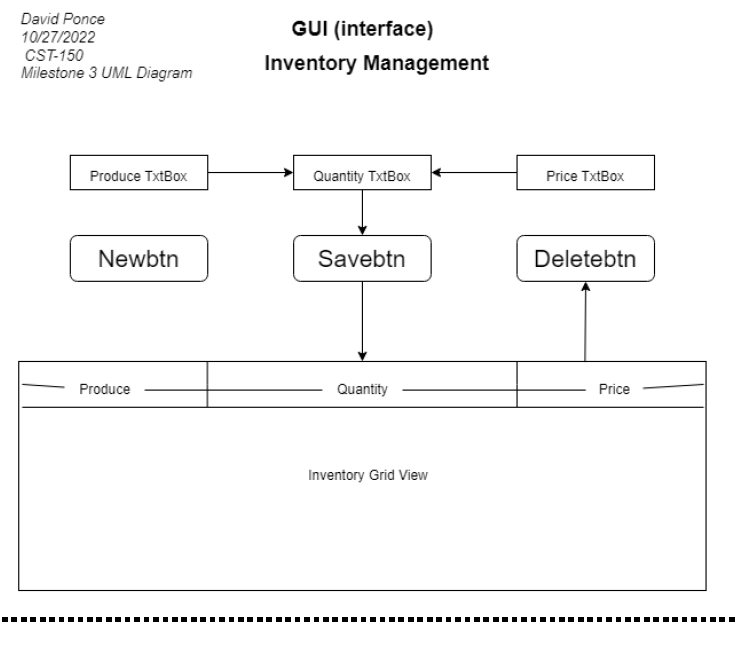 David Ponce
10/27/2022
CST-150
Milestone 3 UML Diagram
GUI (interface)
Inventory Management
Produce TxtBox
Quantity TxtBox
Price TxtBox
Newbtn
Savebtn
Deletebtn
Produce
Quantity
Price
Inventory Grid View